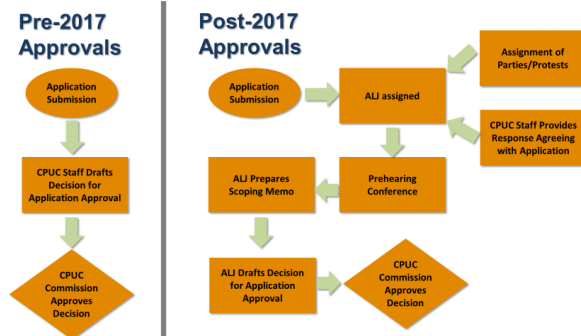 Pre-2017
Approvals
Application
Submission
CPUC Staff Drafts
Decision for
Application Approval
CPUC
Commission
Approves
Decision
Post-2017
Approvals
Application
Submission
ALJ assigned
Assignment of
Parties/Protests
CPUC Staff Provides
Response Agreeing
with Application
Prehearing
Conference
ALJ Prepares
Scoping Memo
ALJ Drafts Decision
for Application
Approval
CPUC
Commission
Approves
Decision